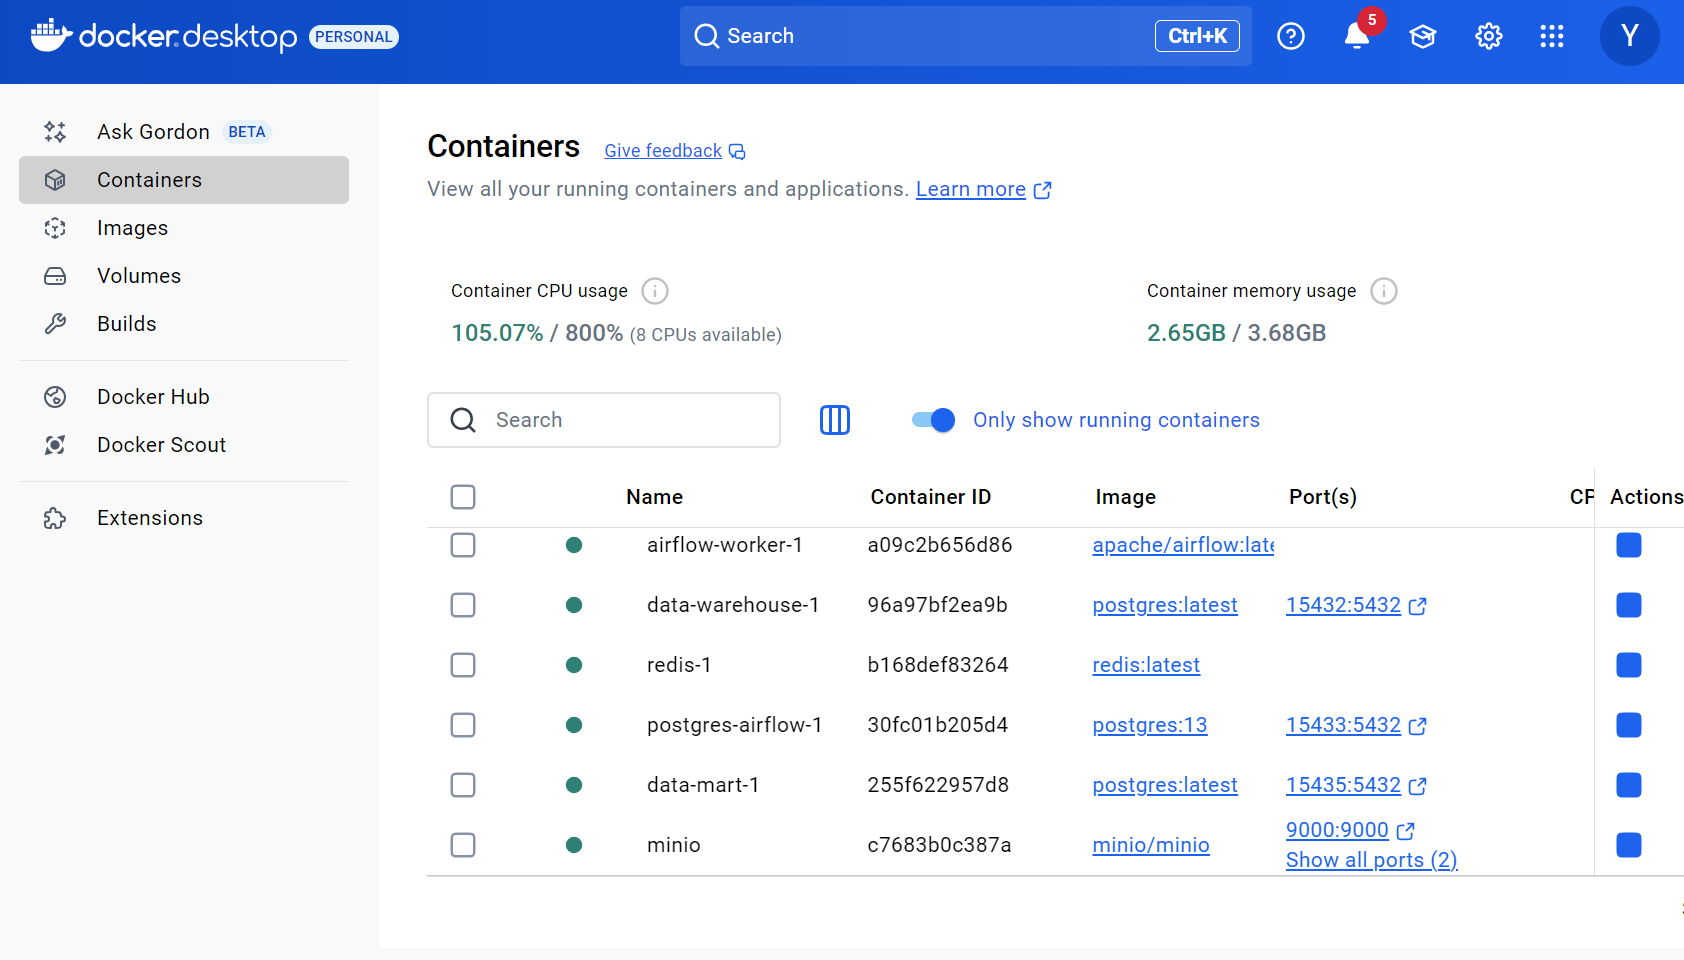 docker desktop PERSONAL
Search Ctrl+K
5
Y
Ask Gordon BETA
Containers
Images
Volumes
Builds
Docker Hub
Docker Scout
Extensions
Containers Give feedback
View all your running containers and applications. Learn more
Container CPU usage
105.07% / 800% (8 CPUs available)
Container memory usage
2.65GB / 3.68GB
Search
Only show running containers
Name Container ID Image Port(s) CP Actions
airflow-worker-1 a09c2b656d86 apache/airflow:late
data-warehouse-1 96a97bf2ea9b postgres:latest 15432:5432
redis-1 b168def83264 redis:latest
postgres-airflow-1 30fc01b205d4 postgres:13 15433:5432
data-mart-1 255f622957d8 postgres:latest 15435:5432
minio c7683b0c387a minio/minio 9000:9000
Show all ports (2)